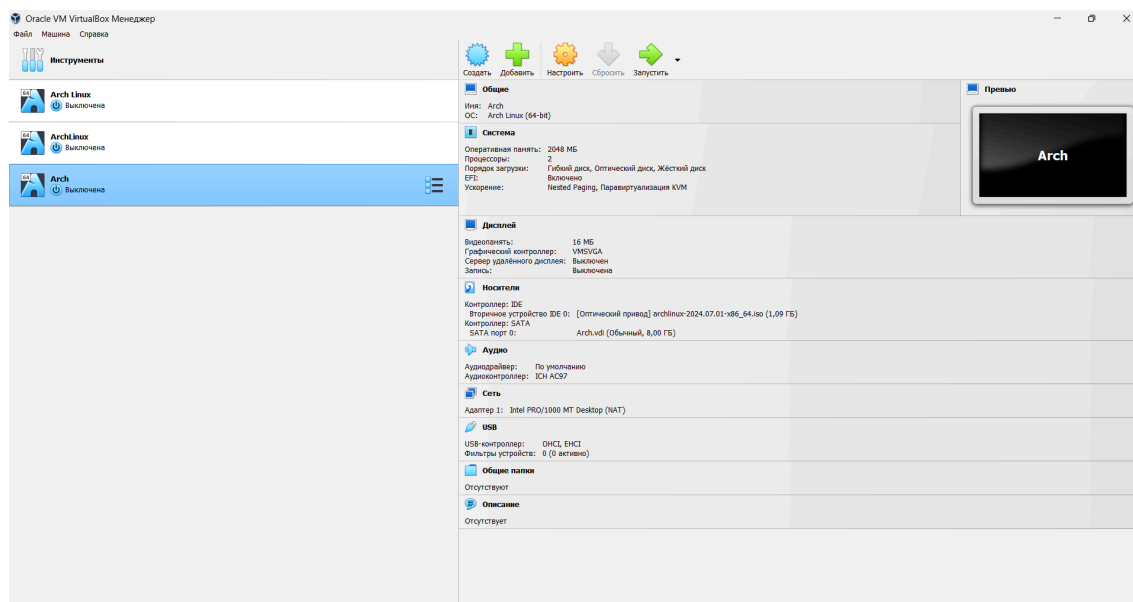 Oracle VM VirtualBox Менеджер
Файл Машина Справка
Инструменты
Создать Добавить Настроить Сбросить Запустить
64
Arch Linux
Выключена
64
ArchLinux
Выключена
64
Arch
Выключена
Общие
Имя: Arch
ОС: Arch Linux (64-bit)
Превью
Arch
Система
Оперативная память: 2048 МБ
Процессоры: 2
Порядок загрузки: Гибкий диск, Оптический диск, Жёсткий диск
EFI: Включено
Ускорение: Nested Paging, Паравиртуализация KVM
Дисплей
Видеопамять: 16 МБ
Графический контроллер: VMSVGA
Сервер удалённого дисплея: Выключен
Запись: Выключена
Носители
Контроллер: IDE
Вторичное устройство IDE 0: [Оптический привод] archlinux-2024.07.01-x86_64.iso (1,09 ГБ)
Контроллер: SATA
SATA порт 0: Arch.vdi (Обычный, 8,00 ГБ)
Аудио
Аудиодрайвер: По умолчанию
Аудиоконтроллер: ICH AC97
Сеть
Адаптер 1: Intel PRO/1000 MT Desktop (NAT)
USB
USB-контроллер: OHCI, EHCI
Фильтры устройств: 0 (0 активно)
Общие папки
Отсутствуют
Описание
Отсутствует